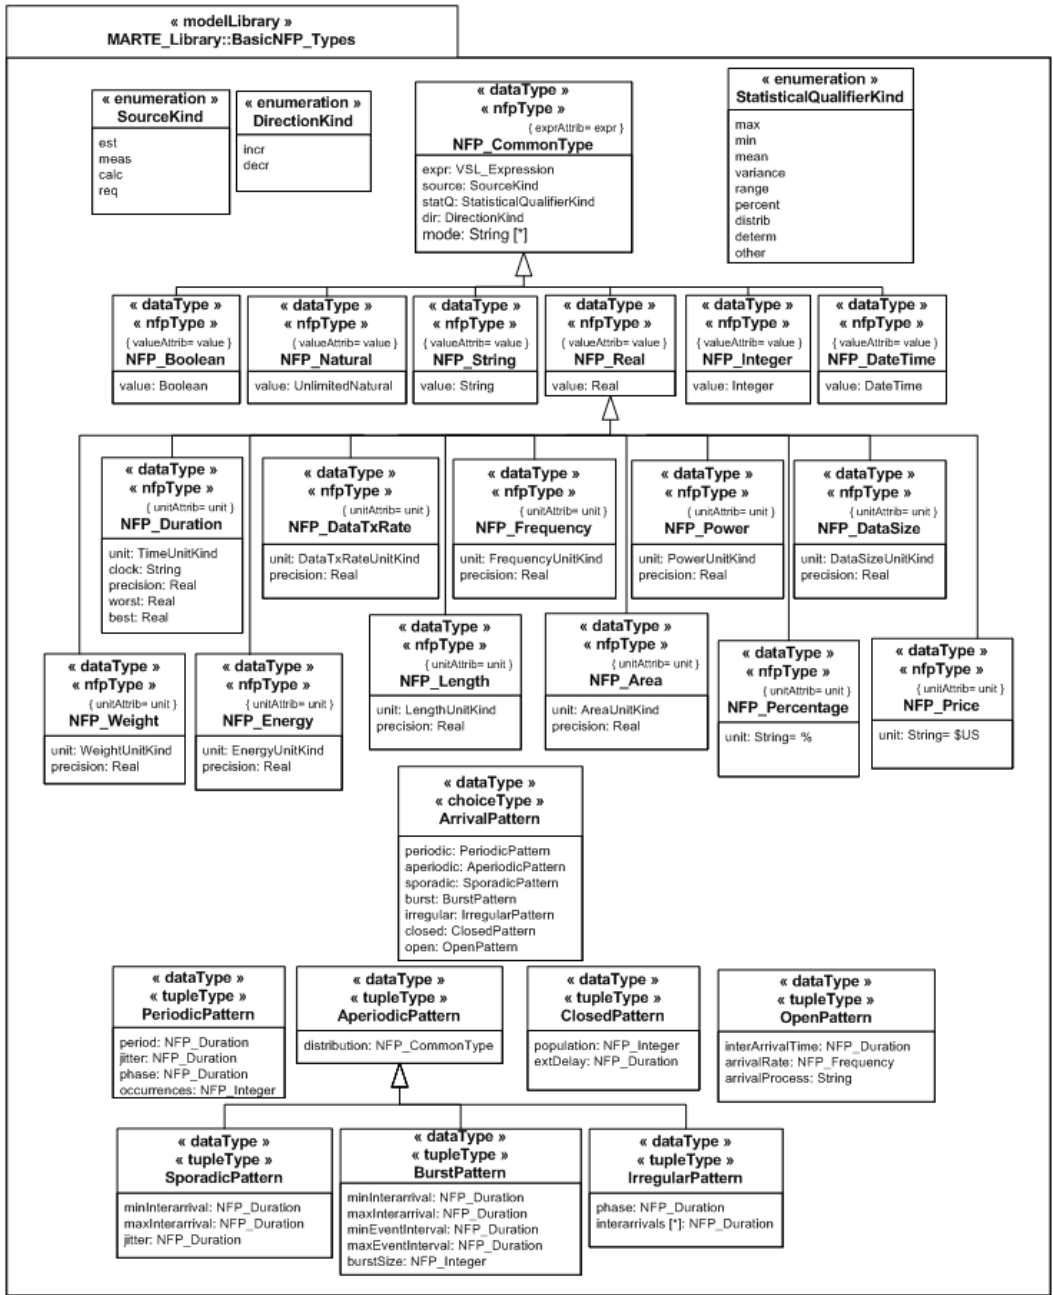 « modelLibrary »
MARTE_Library::BasicNFP_Types
« enumeration »
SourceKind
est
meas
calc
req
« enumeration »
DirectionKind
incr
decr
« dataType »
« nfpType »
{ exprAttrib= expr }
NFP_CommonType
expr: VSL_Expression
source: SourceKind
statQ: StatisticalQualifierKind
dir: DirectionKind
mode: String [*]
« enumeration »
StatisticalQualifierKind
max
min
mean
variance
range
percent
distrib
determ
other
« dataType »
« nfpType »
{ valueAttrib= value }
NFP_Boolean
value: Boolean
« dataType »
« nfpType »
{ valueAttrib= value }
NFP_Natural
value: UnlimitedNatural
« dataType »
« nfpType »
{ valueAttrib= value }
NFP_String
value: String
« dataType »
« nfpType »
{ valueAttrib= value }
NFP_Real
value: Real
« dataType »
« nfpType »
{ valueAttrib= value }
NFP_Integer
value: Integer
« dataType »
« nfpType »
{ valueAttrib= value }
NFP_DateTime
value: DateTime
« dataType »
« nfpType »
{ unitAttrib= unit }
NFP_Duration
unit: TimeUnitKind
clock: String
precision: Real
worst: Real
best: Real
« dataType »
« nfpType »
{ unitAttrib= unit }
NFP_DataTxRate
unit: DataTxRateUnitKind
precision: Real
« dataType »
« nfpType »
{ unitAttrib= unit }
NFP_Frequency
unit: FrequencyUnitKind
precision: Real
« dataType »
« nfpType »
{ unitAttrib= unit }
NFP_Power
unit: PowerUnitKind
precision: Real
« dataType »
« nfpType »
{ unitAttrib= unit }
NFP_DataSize
unit: DataSizeUnitKind
precision: Real
« dataType »
« nfpType »
{ unitAttrib= unit }
NFP_Weight
unit: WeightUnitKind
precision: Real
« dataType »
« nfpType »
{ unitAttrib= unit }
NFP_Energy
unit: EnergyUnitKind
precision: Real
« dataType »
« nfpType »
{ unitAttrib= unit }
NFP_Length
unit: LengthUnitKind
precision: Real
« dataType »
« nfpType »
{ unitAttrib= unit }
NFP_Area
unit: AreaUnitKind
precision: Real
« dataType »
« nfpType »
{ unitAttrib= unit }
NFP_Percentage
unit: String= %
« dataType »
« nfpType »
{ unitAttrib= unit }
NFP_Price
unit: String= $US
« dataType »
« choiceType »
ArrivalPattern
periodic: PeriodicPattern
aperiodic: AperiodicPattern
sporadic: SporadicPattern
burst: BurstPattern
irregular: IrregularPattern
closed: ClosedPattern
open: OpenPattern
« dataType »
« tupleType »
PeriodicPattern
period: NFP_Duration
jitter: NFP_Duration
phase: NFP_Duration
occurrences: NFP_Integer
« dataType »
« tupleType »
AperiodicPattern
distribution: NFP_CommonType
« dataType »
« tupleType »
ClosedPattern
population: NFP_Integer
extDelay: NFP_Duration
« dataType »
« tupleType »
OpenPattern
interArrivalTime: NFP_Duration
arrivalRate: NFP_Frequency
arrivalProcess: String
« dataType »
« tupleType »
SporadicPattern
minInterarrival: NFP_Duration
maxInterarrival: NFP_Duration
jitter: NFP_Duration
« dataType »
« tupleType »
BurstPattern
minInterarrival: NFP_Duration
maxInterarrival: NFP_Duration
minEventInterval: NFP_Duration
maxEventInterval: NFP_Duration
burstSize: NFP_Integer
« dataType »
« tupleType »
IrregularPattern
phase: NFP_Duration
interarrivals [*]: NFP_Duration